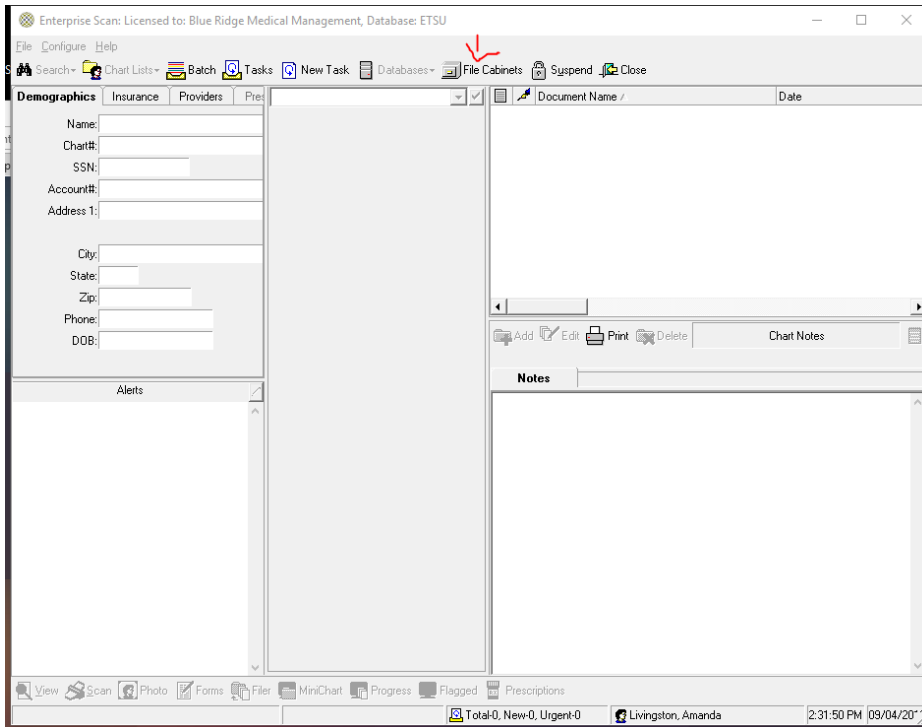 Enterprise Scan: Licensed to: Blue Ridge Medical Management, Database: ETSU
File Configure Help
Search Chart Lists Batch Tasks New Task Databases File Cabinets Suspend Close
Demographics Insurance Providers
Document Name / Date
Name:
Chart#:
SSN:
Account#:
Address 1:
City:
State:
Zip:
Phone:
DOB:
Add Edit Print Delete Chart Notes
Alerts
Notes
View Scan Photo Forms Filer MiniChart Progress Flagged Prescriptions
Total-0, New-0, Urgent-0 Livingston, Amanda 2:31:50 PM 09/04/201